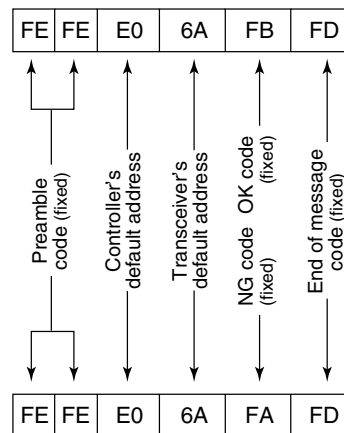 FE FE E0 6A FB FD
Preamble
code (fixed)
Controller's
default address
Transceiver's
default address
OK code
(fixed)
NG code
(fixed)
End of message
code (fixed)
FE FE E0 6A FA FD